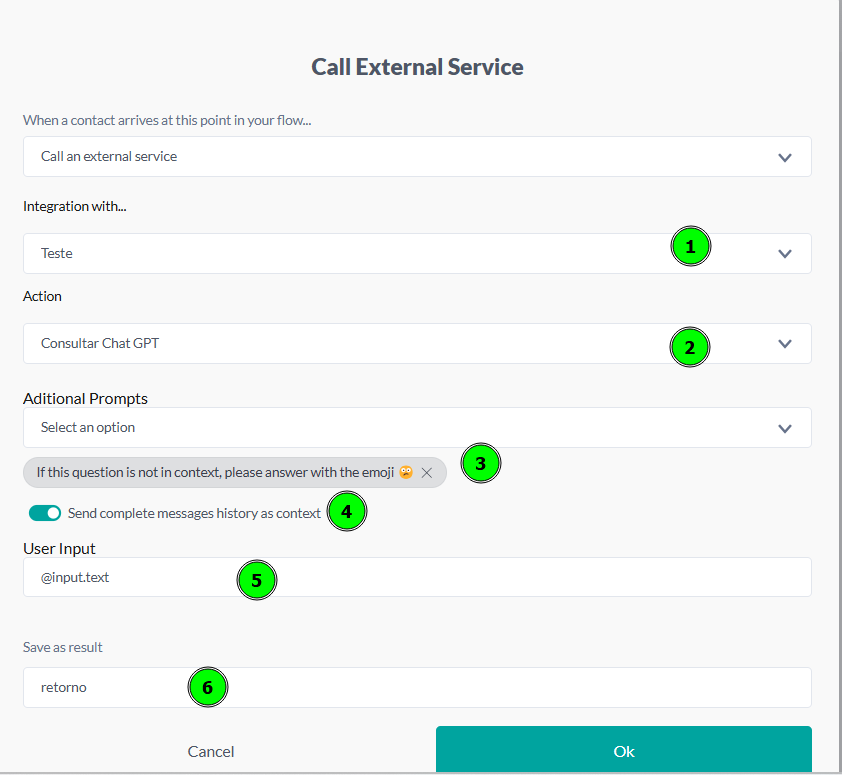 Call External Service
When a contact arrives at this point in your flow...
Call an external service
Integration with...
Teste
1
Action
Consultar Chat GPT
2
Aditional Prompts
Select an option
If this question is not in context, please answer with the emoji 😕
3
Send complete messages history as context
4
User Input
@input.text
5
Save as result
retorno
6
Cancel
Ok